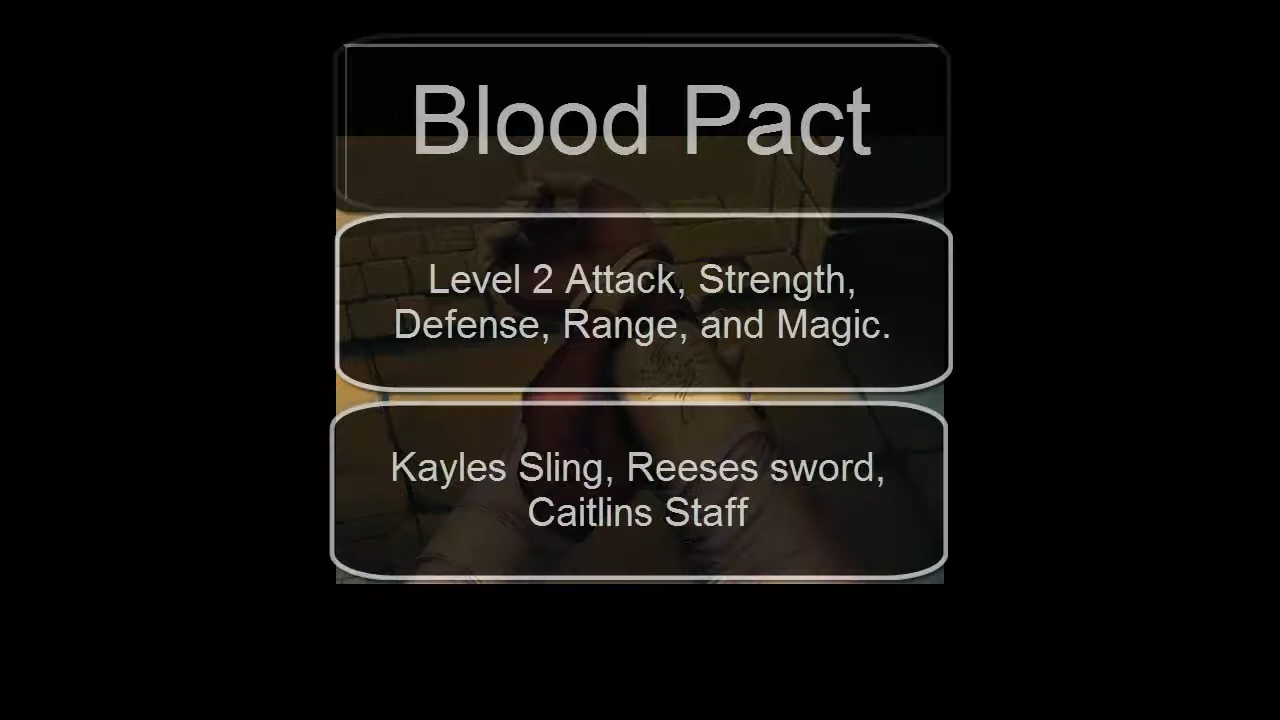 Blood Pact
Level 2 Attack, Strength,
Defense, Range, and Magic.
Kayles Sling, Reeses sword,
Caitlins Staff